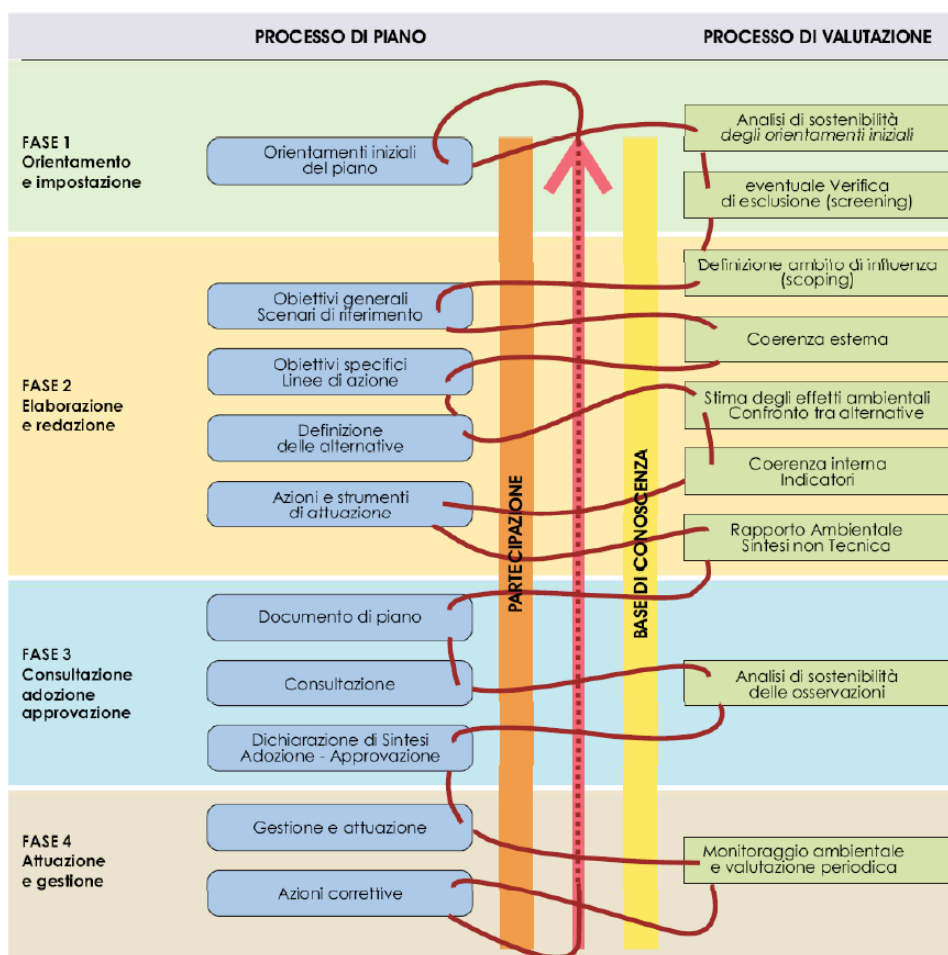 PROCESSO DI PIANO
PROCESSO DI VALUTAZIONE
FASE 1
Orientamento
e impostazione
Orientamenti iniziali
del piano
Analisi di sostenibilità
degli orientamenti iniziali
eventuale Verifica
di esclusione (screening)
FASE 2
Elaborazione
e redazione
Definizione ambito di influenza
(scoping)
Obiettivi generali
Scenari di riferimento
Coerenza esterna
Obiettivi specifici
Linee di azione
Stima degli effetti ambientali
Confronto tra alternative
Definizione
delle alternative
Coerenza interna
Indicatori
Azioni e strumenti
di attuazione
Rapporto Ambientale
Sintesi non Tecnica
PARTECIPAZIONE
BASE DI CONOSCENZA
FASE 3
Consultazione
adozione
approvazione
Documento di piano
Consultazione
Analisi di sostenibilità
delle osservazioni
Dichiarazione di Sintesi
Adozione - Approvazione
FASE 4
Attuazione
e gestione
Gestione e attuazione
Monitoraggio ambientale
e valutazione periodica
Azioni correttive